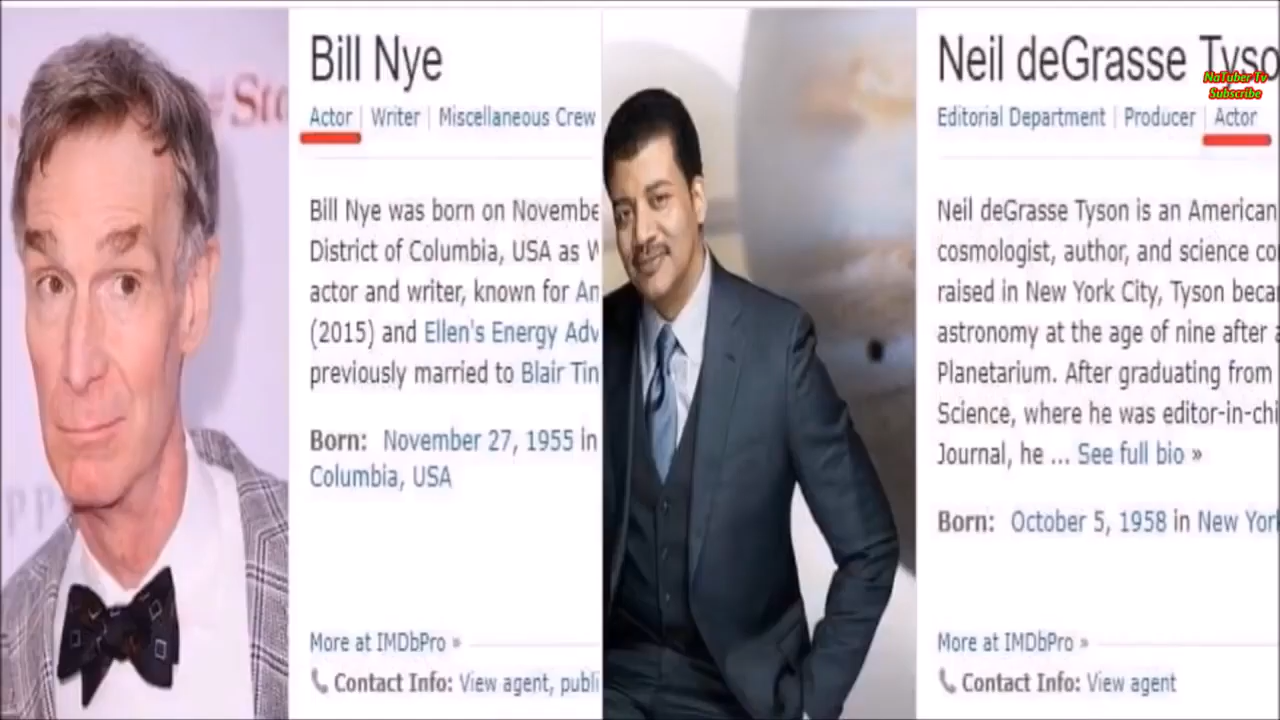 Sto
PP
Bill Nye
Actor | Writer | Miscellaneous Crew
Bill Nye was born on Novembe
District of Columbia, USA as W
actor and writer, known for An
(2015) and Ellen's Energy Adv
previously married to Blair Tin
Born: November 27, 1955 in
Columbia, USA
More at IMDbPro »
Contact Info: View agent, publi
Neil deGrasse Tyso
NaTuber Tv
Subscribe
Editorial Department | Producer | Actor
Neil deGrasse Tyson is an American
cosmologist, author, and science co
raised in New York City, Tyson becar
astronomy at the age of nine after a
Planetarium. After graduating from
Science, where he was editor-in-chi
Journal, he ... See full bio »
Born: October 5, 1958 in New Yor
More at IMDbPro »
Contact Info: View agent